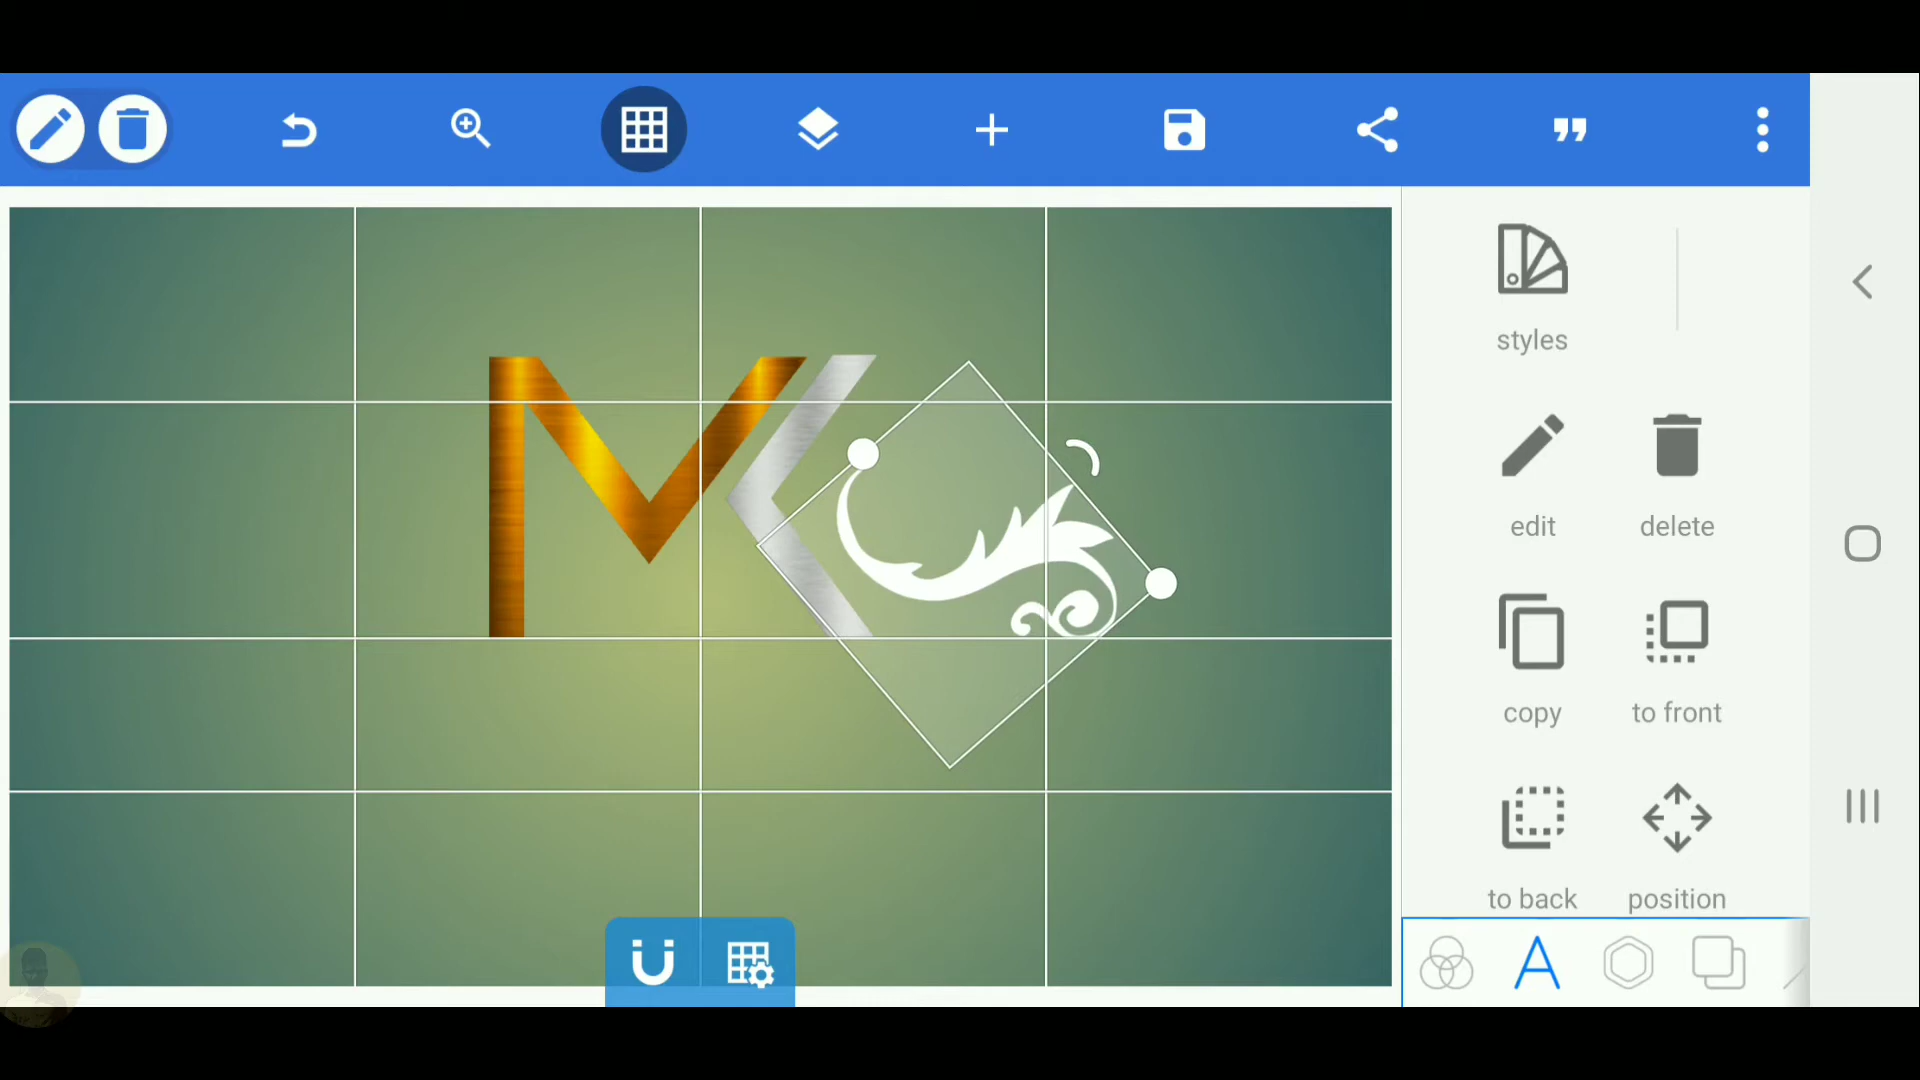 M
styles
edit
delete
copy
to front
to back
position
A